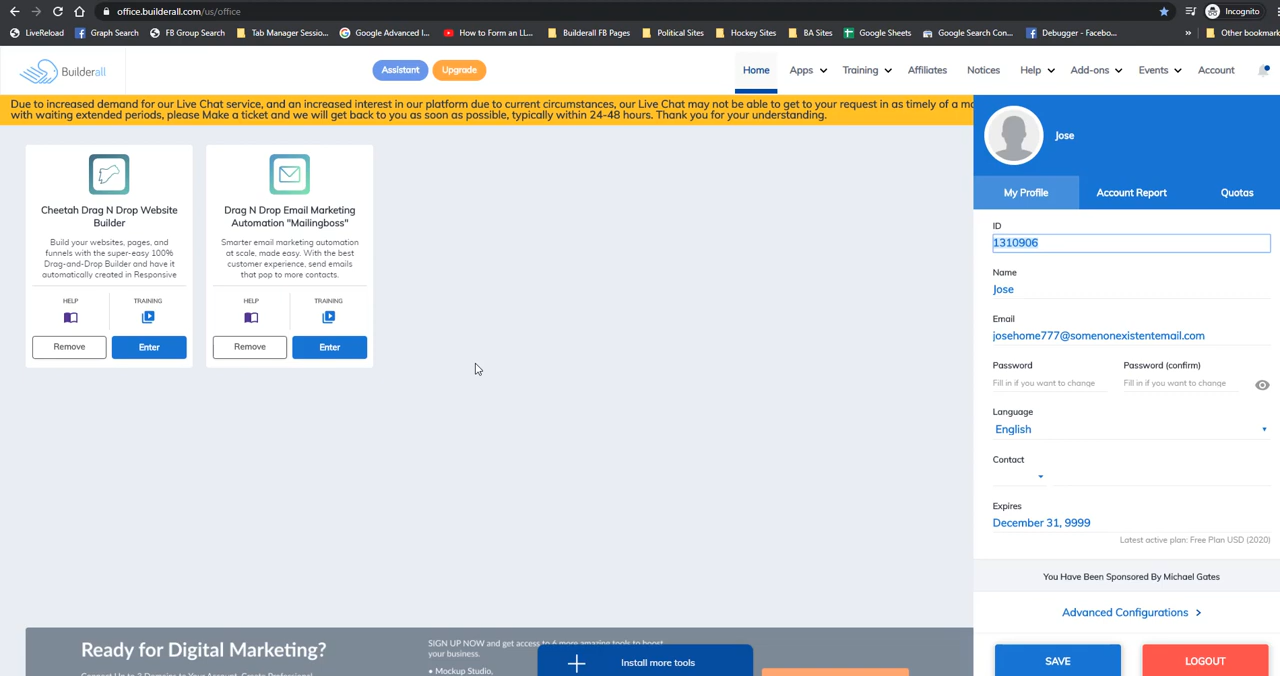 office.builderall.com/us/office
Incognito
LiveReload
Graph Search
FB Group Search
Tab Manager Sessio...
Google Advanced I...
How to Form an LL...
Builderall FB Pages
Political Sites
Hockey Sites
BA Sites
Google Sheets
Google Search Con...
Debugger - Facebo...
»
Other bookmark
Builderall
Assistant
Upgrade
Home
Apps
Training
Affiliates
Notices
Help
Add-ons
Events
Account
Due to increased demand for our Live Chat service, and an increased interest in our platform due to current circumstances, our Live Chat may not be able to get to your request in as timely of a
with waiting extended periods, please Make a ticket and we will get back to you as soon as possible, typically within 24-48 hours. Thank you for your understanding.
Cheetah Drag N Drop Website
Builder
Build your websites, pages, and
funnels with the super-easy 100%
Drag-and-Drop Builder and have it
automatically created in Responsive
HELP
TRAINING
Remove
Enter
Drag N Drop Email Marketing
Automation "Mailingboss"
Smarter email marketing automation
at scale, made easy. With the best
customer experience, send emails
that pop to more contacts.
HELP
TRAINING
Remove
Enter
Jose
My Profile
Account Report
Quotas
ID
1310906
Name
Jose
Email
josehome777@somenonexistentemail.com
Password
Password (confirm)
Fill in if you want to change
Fill in if you want to change
Language
English
Contact
Expires
December 31, 9999
Latest active plan: Free Plan USD (2020)
You Have Been Sponsored By Michael Gates
Advanced Configurations >
SAVE
LOGOUT
Ready for Digital Marketing?
SIGN UP NOW and get access to 6 more amazing tools to boost
your business.
• Mockup Studio,
Install more tools